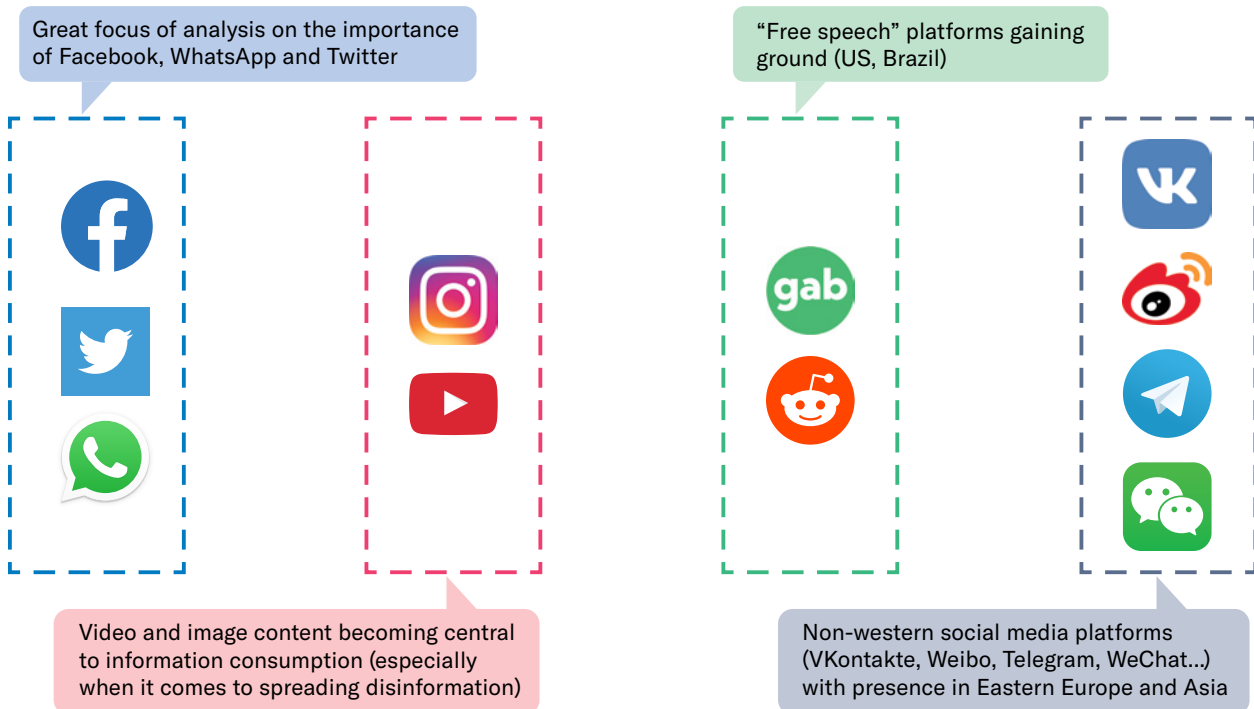 Great focus of analysis on the importance
of Facebook, WhatsApp and Twitter
“Free speech” platforms gaining
ground (US, Brazil)
gab
Video and image content becoming central
to information consumption (especially
when it comes to spreading disinformation)
Non-western social media platforms
(VKontakte, Weibo, Telegram, WeChat...)
with presence in Eastern Europe and Asia